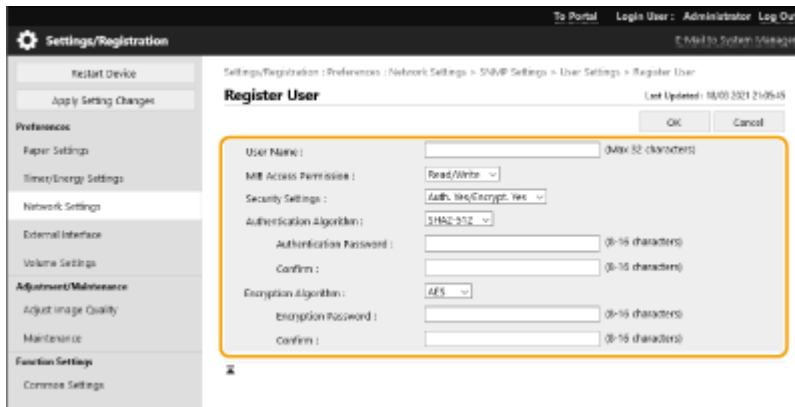 To Portal Login User : Administrator Log Out
Settings/Registration
E-Mail to System Manager
Restart Device
Apply Setting Changes
Preferences
Paper Settings
Timer/Energy Settings
Network Settings
External Interface
Volume Settings
Adjustment/Maintenance
Adjust Image Quality
Maintenance
Function Settings
Common Settings
Settings/Registration : Preferences : Network Settings > SNMP Settings > User Settings > Register User
Register User
Last Updated : 18/03 2021 21:05:45
OK Cancel
User Name : (Max 32 characters)
MIB Access Permission : Read/Write
Security Settings : Auth. Yes/Encrypt. Yes
Authentication Algorithm : SHA2-512
Authentication Password : (8-16 characters)
Confirm : (8-16 characters)
Encryption Algorithm : AES
Encryption Password : (8-16 characters)
Confirm : (8-16 characters)